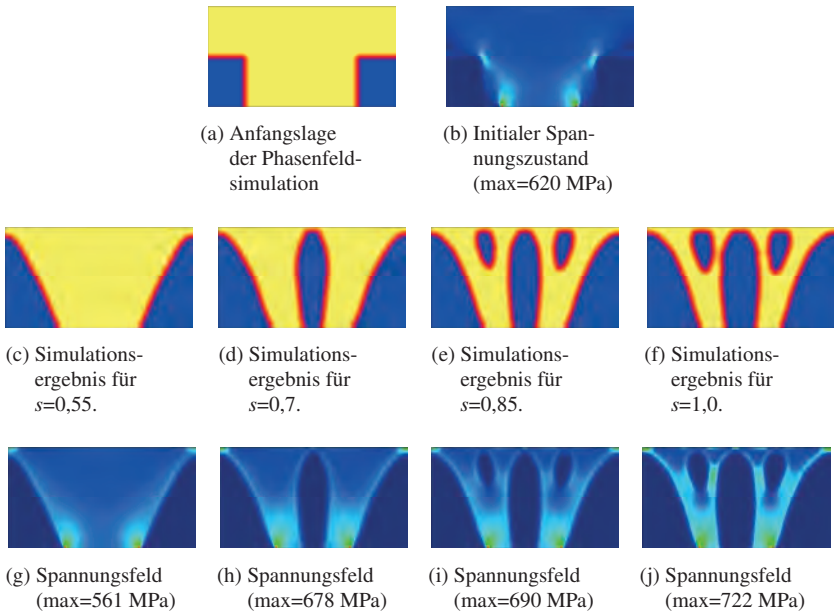 (a) Anfangslage
der Phasenfeld-
simulation
(b) Initialer Span-
nungszustand
(max=620 MPa)
(c) Simulations-
ergebnis für
s=0,55.
(d) Simulations-
ergebnis für
s=0,7.
(e) Simulations-
ergebnis für
s=0,85.
(f) Simulations-
ergebnis für
s=1,0.
(g) Spannungsfeld
(max=561 MPa)
(h) Spannungsfeld
(max=678 MPa)
(i) Spannungsfeld
(max=690 MPa)
(j) Spannungsfeld
(max=722 MPa)